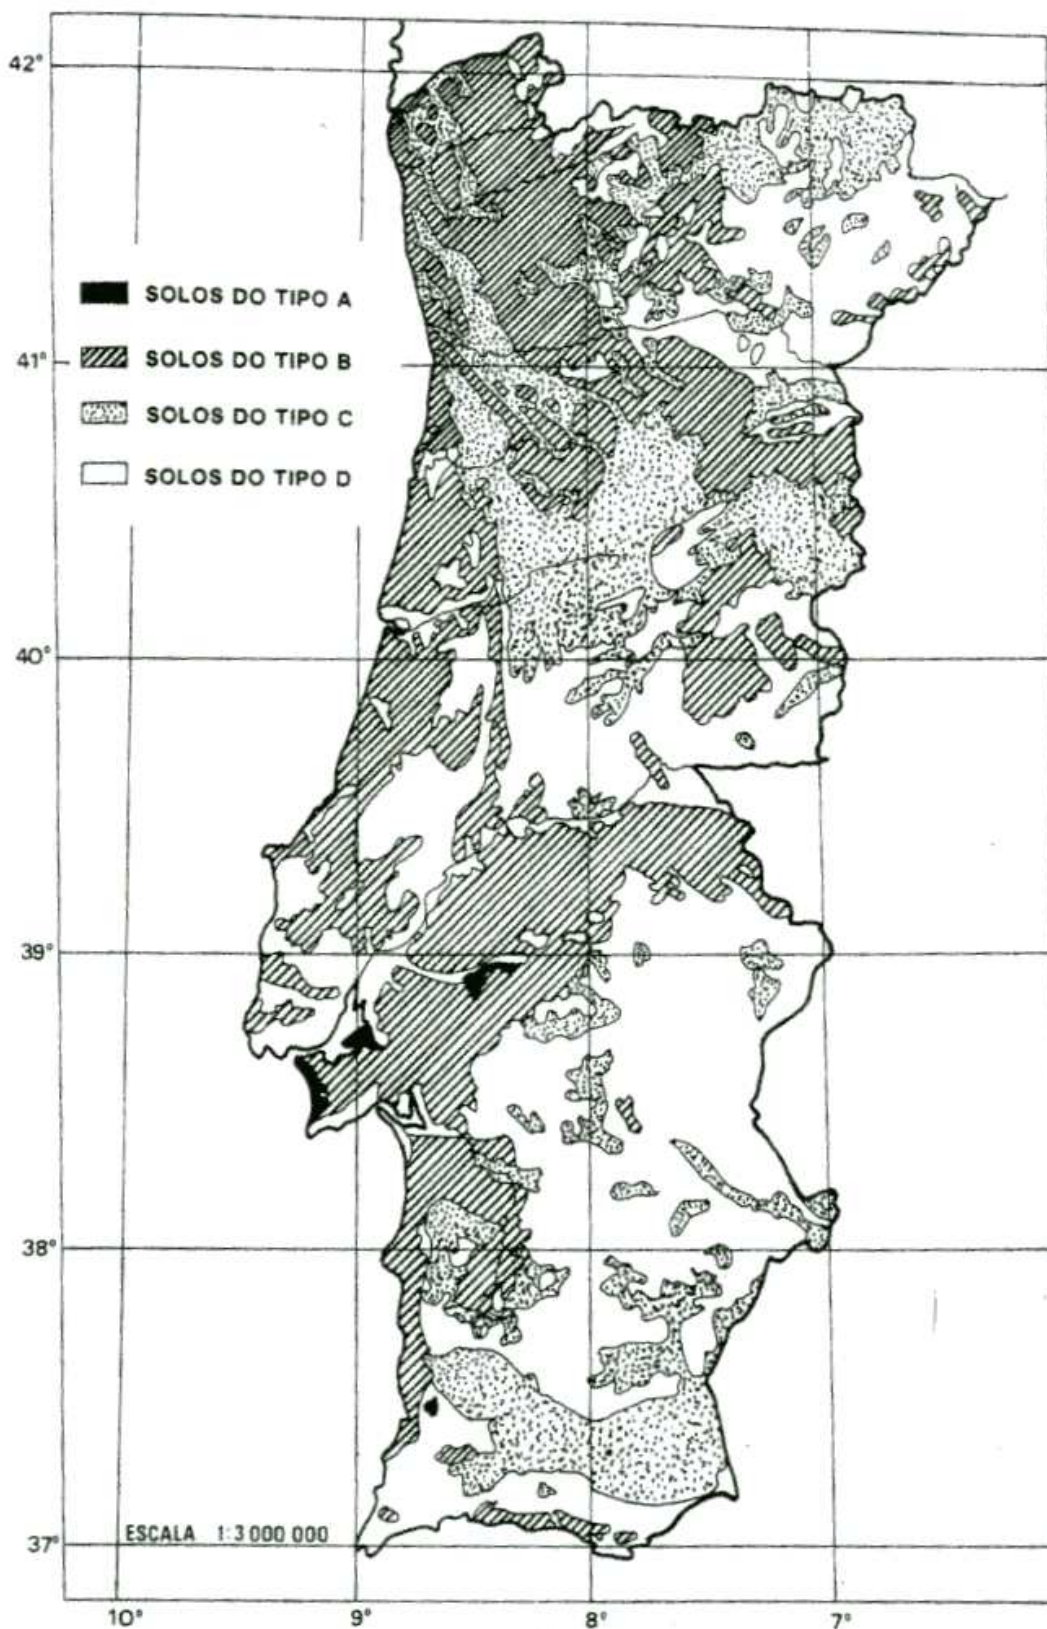 42°
SOLOS DO TIPO A
41°
SOLOS DO TIPO B
SOLOS DO TIPO C
SOLOS DO TIPO D
40°
39°
38°
ESCALA 1:3 000 000
37°
10°
9°
8°
7°